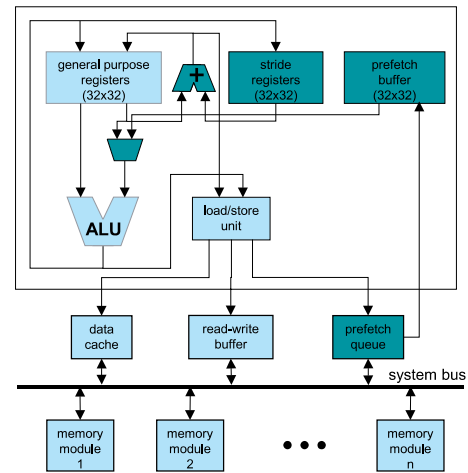 general purpose
registers
(32x32)
+
stride
registers
(32x32)
prefetch
buffer
(32x32)
ALU
load/store
unit
data
cache
read-write
buffer
prefetch
queue
system bus
memory
module
1
memory
module
2
memory
module
n